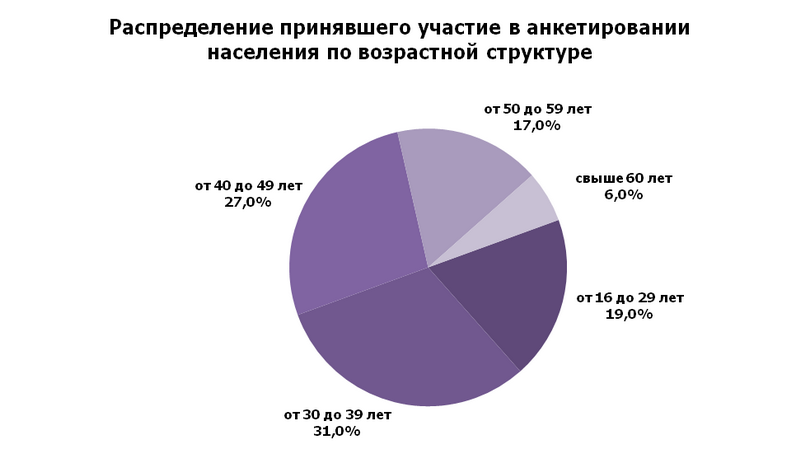 Распределение принявшего участие в анкетировании
населения по возрастной структуре
от 50 до 59 лет
17,0%
свыше 60 лет
6,0%
от 40 до 49 лет
27,0%
от 16 до 29 лет
19,0%
от 30 до 39 лет
31,0%